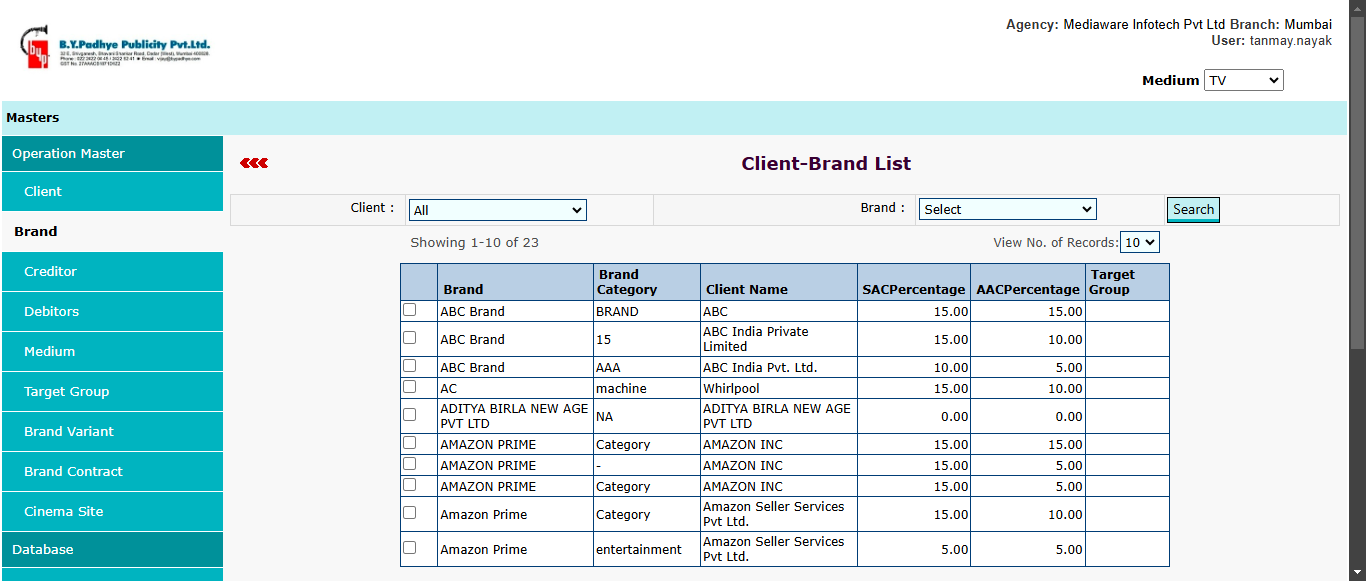 B.Y.Padhye Publicity Pvt.Ltd.
Agency: Mediaware Infotech Pvt Ltd Branch: Mumbai
User: tanmay.nayak
Medium TV
Masters
Operation Master
Client
Brand
Creditor
Debitors
Medium
Target Group
Brand Variant
Brand Contract
Cinema Site
Database
Client-Brand List
Client : All Brand : Select Search
Showing 1-10 of 23 View No. of Records: 10
Brand Brand Category Client Name SACPercentage AACPercentage Target Group
ABC Brand BRAND ABC 15.00 15.00
ABC Brand 15 ABC India Private Limited 15.00 10.00
ABC Brand AAA ABC India Pvt. Ltd. 10.00 5.00
AC machine Whirlpool 15.00 10.00
ADITYA BIRLA NEW AGE PVT LTD NA ADITYA BIRLA NEW AGE PVT LTD 0.00 0.00
AMAZON PRIME Category AMAZON INC 15.00 15.00
AMAZON PRIME - AMAZON INC 15.00 5.00
AMAZON PRIME Category AMAZON INC 15.00 5.00
Amazon Prime Category Amazon Seller Services Pvt Ltd. 15.00 10.00
Amazon Prime entertainment Amazon Seller Services Pvt Ltd. 5.00 5.00